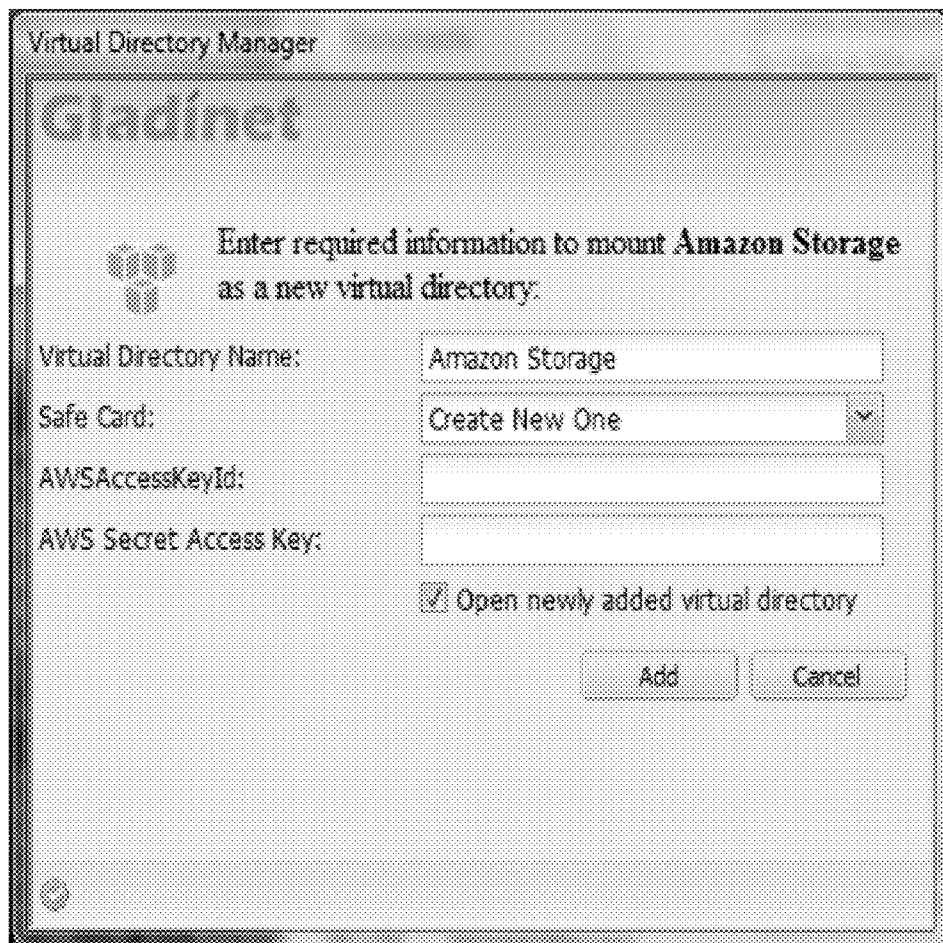 Virtual Directory Manager
Gladinet
Enter required information to mount Amazon Storage
as a new virtual directory:
Virtual Directory Name: Amazon Storage
Safe Card: Create New One
AWSAccessKeyId:
AWS Secret Access Key:
Open newly added virtual directory
Add Cancel